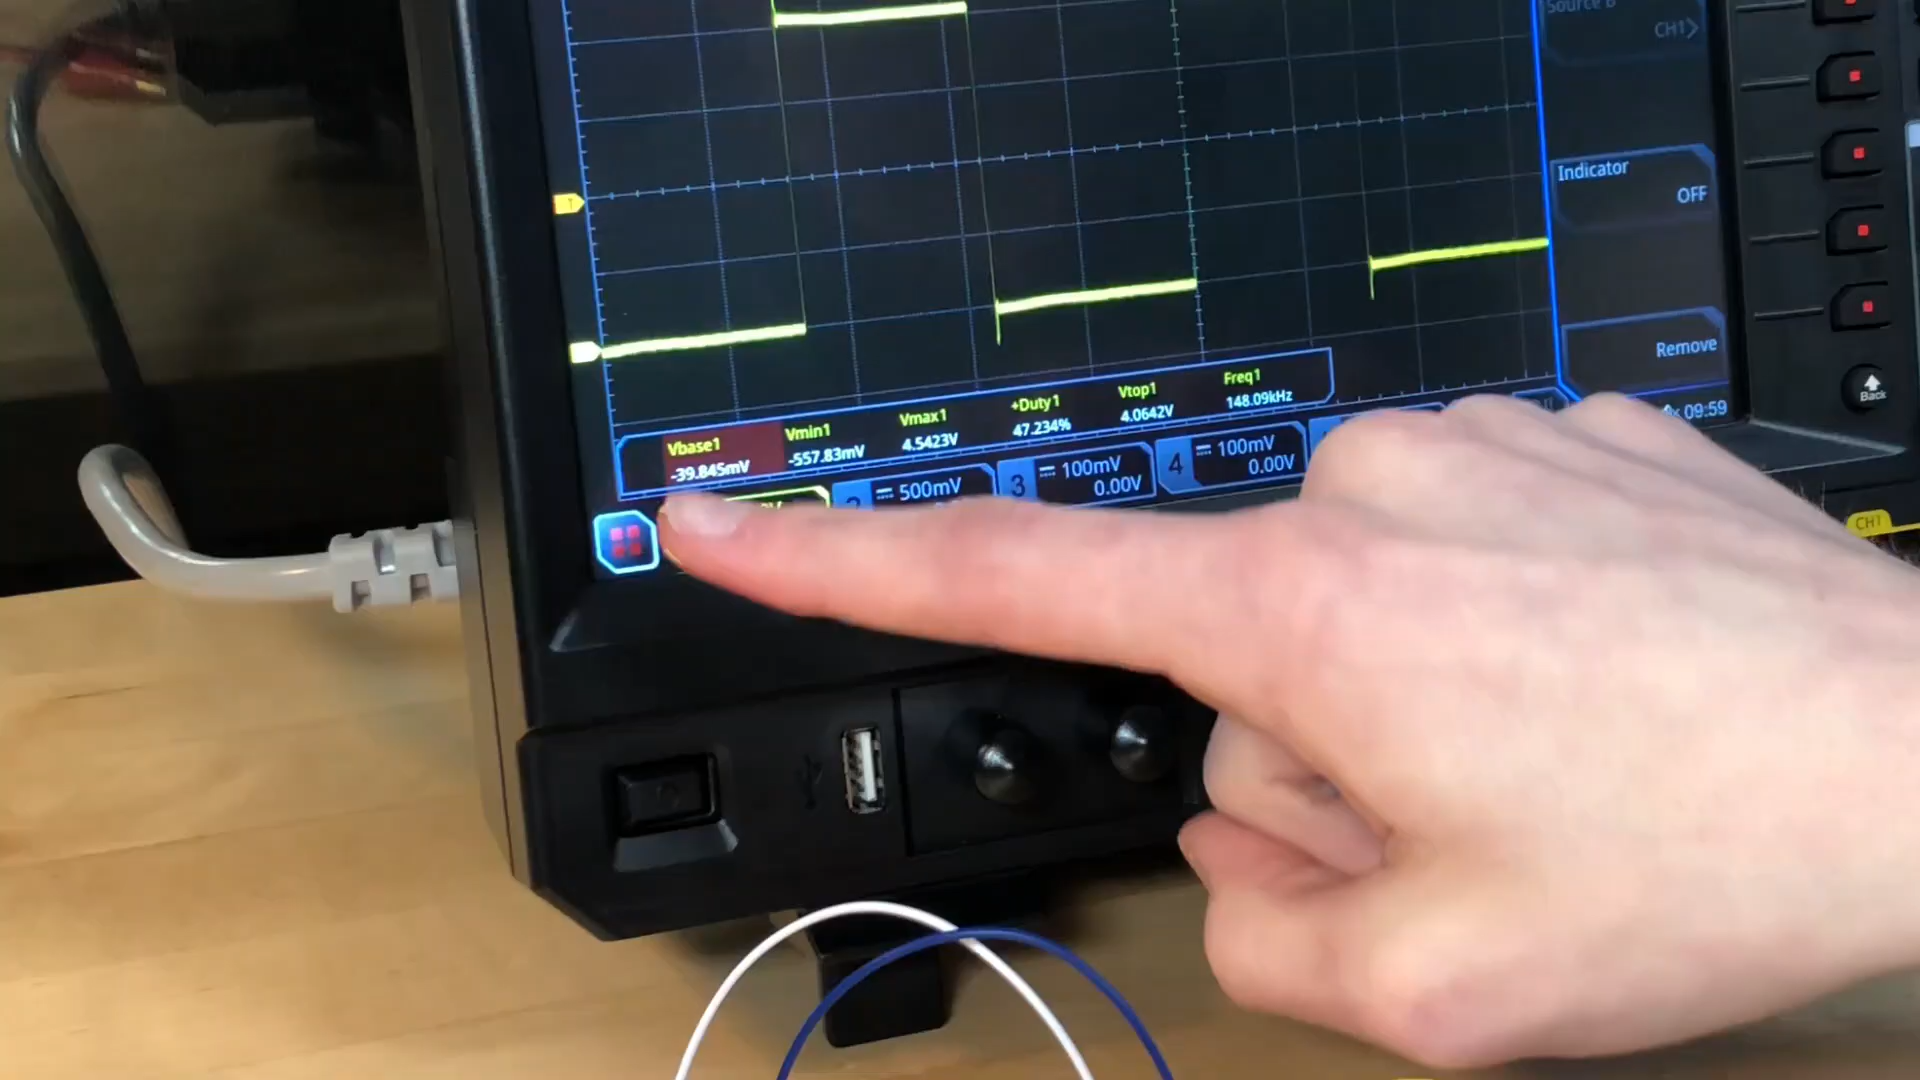 Source B
CH1
T
Indicator
OFF
Remove
Vbase1
-39.845mV
Vmin1
-557.83mV
Vmax1
4.5423V
+Duty1
47.234%
Vtop1
4.0642V
Freq1
148.09kHz
2
500mV
3
100mV
0.00V
4
100mV
0.00V
09:59
Back
CH1